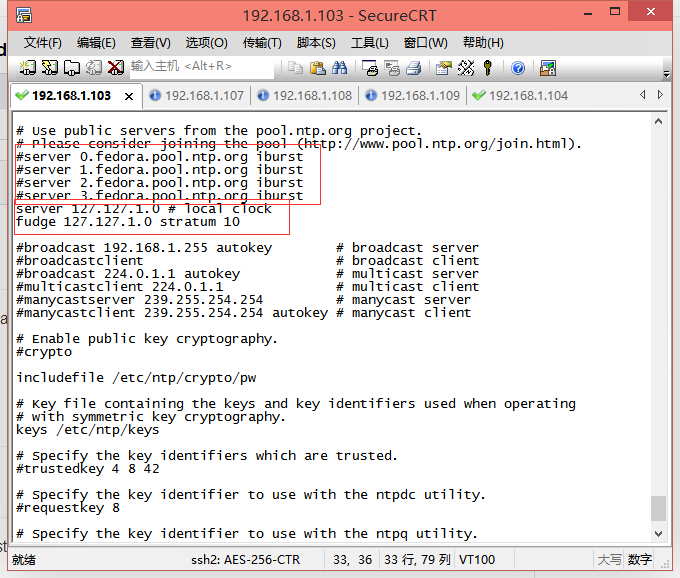 192.168.1.103 - SecureCRT
文件(F) 编辑(E) 查看(V) 选项(O) 传输(T) 脚本(S) 工具(L) 窗口(W) 帮助(H)
输入主机 <Alt+R>
192.168.1.103 192.168.1.107 192.168.1.108 192.168.1.109 192.168.1.104
# Use public servers from the pool.ntp.org project.
# Please consider joining the pool (http://www.pool.ntp.org/join.html).
#server 0.fedora.pool.ntp.org iburst
#server 1.fedora.pool.ntp.org iburst
#server 2.fedora.pool.ntp.org iburst
#server 3.fedora.pool.ntp.org iburst
server 127.127.1.0 # local clock
fudge 127.127.1.0 stratum 10
#broadcast 192.168.1.255 autokey # broadcast server
#broadcastclient # broadcast client
#broadcast 224.0.1.1 autokey # multicast server
#multicastclient 224.0.1.1 # multicast client
#manycastserver 239.255.254.254 # manycast server
#manycastclient 239.255.254.254 autokey # manycast client
# Enable public key cryptography.
#crypto
includefile /etc/ntp/crypto/pw
# Key file containing the keys and key identifiers used when operating
# with symmetric key cryptography.
keys /etc/ntp/keys
# Specify the key identifiers which are trusted.
#trustedkey 4 8 42
# Specify the key identifier to use with the ntpdc utility.
#requestkey 8
# Specify the key identifier to use with the ntpq utility.
就绪 ssh2: AES-256-CTR 33, 36 33 行, 79 列 VT100 大写 数字